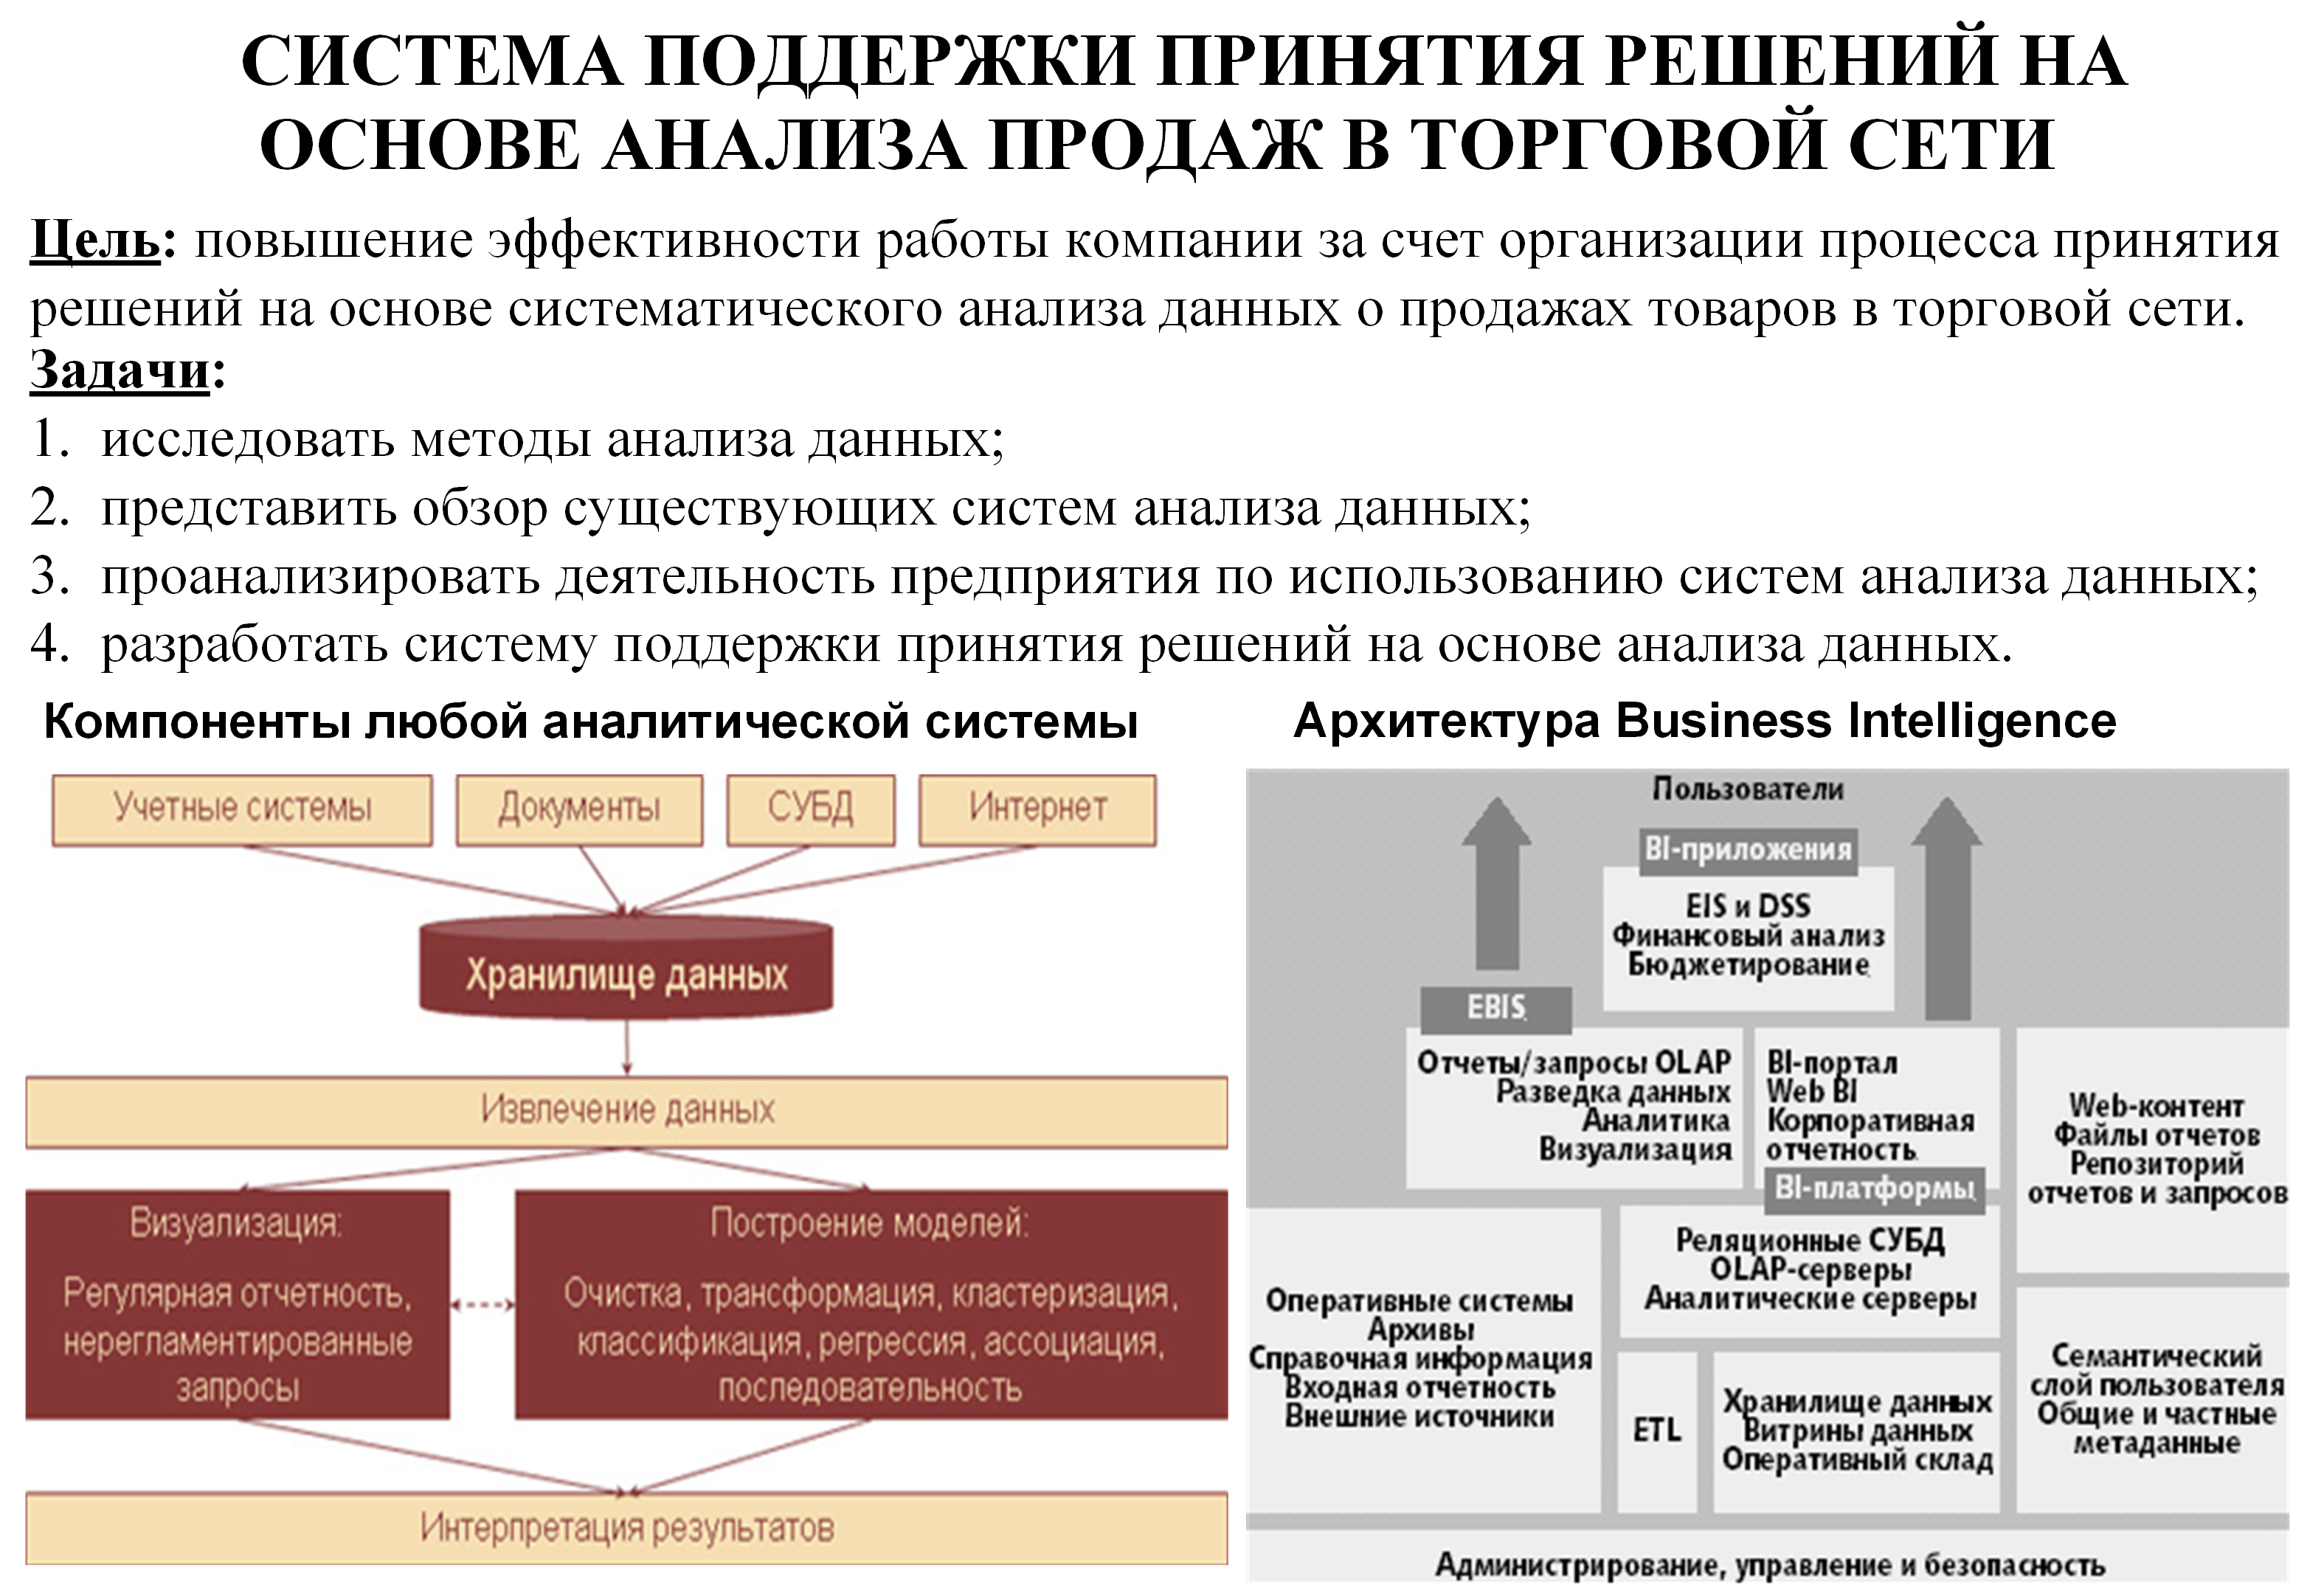 СИСТЕМА ПОДДЕРЖКИ ПРИНЯТИЯ РЕШЕНИЙ НА
ОСНОВЕ АНАЛИЗА ПРОДАЖ В ТОРГОВОЙ СЕТИ
Цель: повышение эффективности работы компании за счет организации процесса принятия
решений на основе систематического анализа данных о продажах товаров в торговой сети.
Задачи:
1. исследовать методы анализа данных;
2. представить обзор существующих систем анализа данных;
3. проанализировать деятельность предприятия по использованию систем анализа данных;
4. разработать систему поддержки принятия решений на основе анализа данных.
Компоненты любой аналитической системы
Учетные системы
Документы
СУБД
Интернет
Хранилище данных
Извлечение данных
Визуализация:
Регулярная отчетность,
нерегламентированные
запросы
Построение моделей:
Очистка, трансформация, кластеризация,
классификация, регрессия, ассоциация,
последовательность
Интерпретация результатов
Архитектура Business Intelligence
Пользователи
BI-приложения
EIS и DSS
Финансовый анализ
Бюджетирование
EBIS
Отчеты/запросы OLAP
Разведка данных
Аналитика
Визуализация
BI-портал
Web BI
Корпоративная
отчетность
BI-платформы
Web-контент
Файлы отчетов
Репозиторий
отчетов и запросов
Оперативные системы
Архивы
Справочная информация
Входная отчетность
Внешние источники
Реляционные СУБД
OLAP-серверы
Аналитические серверы
ETL
Хранилище данных
Витрины данных
Оперативный склад
Семантический
слой пользователя
Общие и частные
метаданные
Администрирование, управление и безопасность